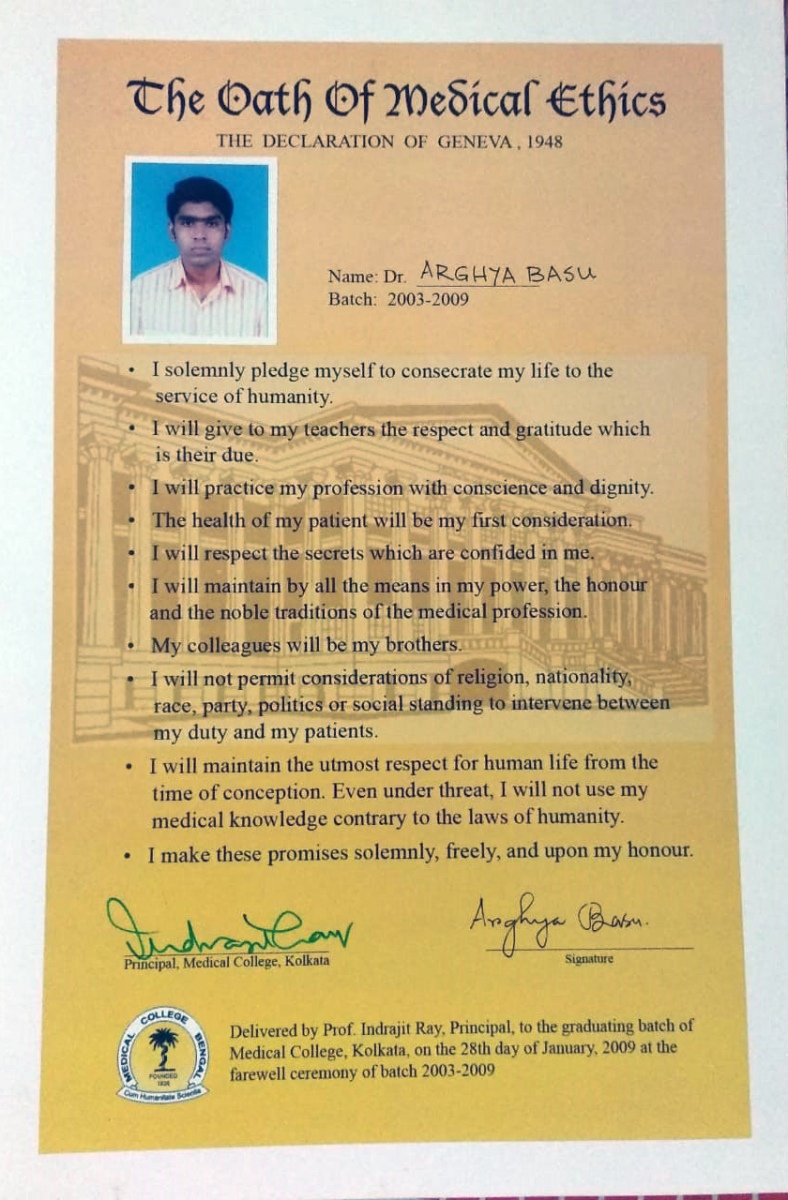 The Oath Of Medical Ethics
THE DECLARATION OF GENEVA , 1948
Name: Dr. ARGHYA BASU
Batch: 2003-2009
• I solemnly pledge myself to consecrate my life to the
service of humanity.
• I will give to my teachers the respect and gratitude which
is their due.
• I will practice my profession with conscience and dignity.
• The health of my patient will be my first consideration.
• I will respect the secrets which are confided in me.
• I will maintain by all the means in my power, the honour
and the noble traditions of the medical profession.
• My colleagues will be my brothers.
• I will not permit considerations of religion, nationality,
race, party, politics or social standing to intervene between
my duty and my patients.
• I will maintain the utmost respect for human life from the
time of conception. Even under threat, I will not use my
medical knowledge contrary to the laws of humanity.
• I make these promises solemnly, freely, and upon my honour.
Indrajit Ray
Principal, Medical College, Kolkata
Arghya Basu.
Signature
MEDICAL COLLEGE BENGAL
FOUNDED
1835
Cum Humanitate Scientia
Delivered by Prof. Indrajit Ray, Principal, to the graduating batch of
Medical College, Kolkata, on the 28th day of January, 2009 at the
farewell ceremony of batch 2003-2009